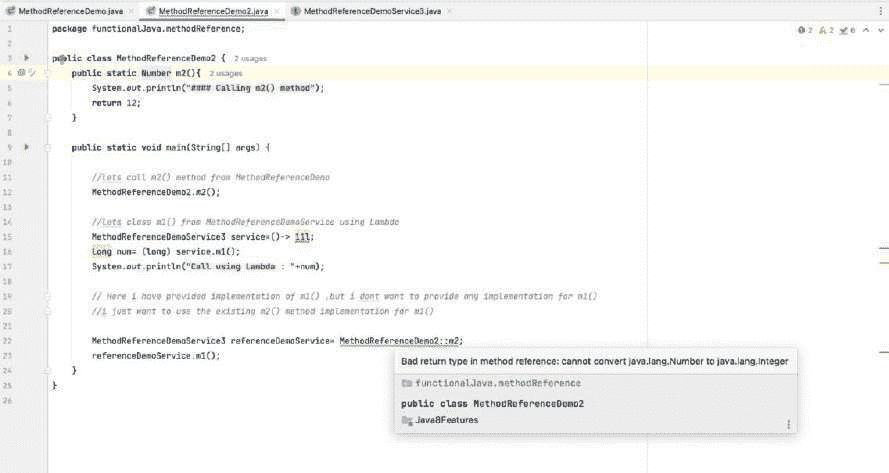 MethodReferenceDemo.java × MethodReferenceDemo2.java × MethodReferenceDemoService3.java ×
1 package functionalJava.methodReference; 2 2 6
2
3 public class MethodReferenceDemo2 { 2 usages
4 public static Number m2(){ 2 usages
5 System.out.println("#### Calling m2() method");
6 return 12;
7 }
8
9 public static void main(String[] args) {
10
11 //lets call m2() method from MethodReferenceDemo
12 MethodReferenceDemo2.m2();
13
14 //lets class m1() from MethodReferenceDemoService using Lambda
15 MethodReferenceDemoService3 service=()-> 11l;
16 Long num= (long) service.m1();
17 System.out.println("Call using Lambda : "+num);
18
19 // Here i have provided implementation of m1() ,but i dont want to provide any implementation for m1()
20 //i just want to use the existing m2() method implementation for m1()
21
22 MethodReferenceDemoService3 referenceDemoService= MethodReferenceDemo2::m2;
23 referenceDemoService.m1();
24 }
25 }
26
Bad return type in method reference: cannot convert java.lang.Number to java.lang.Integer
functionalJava.methodReference
public class MethodReferenceDemo2
Java8Features